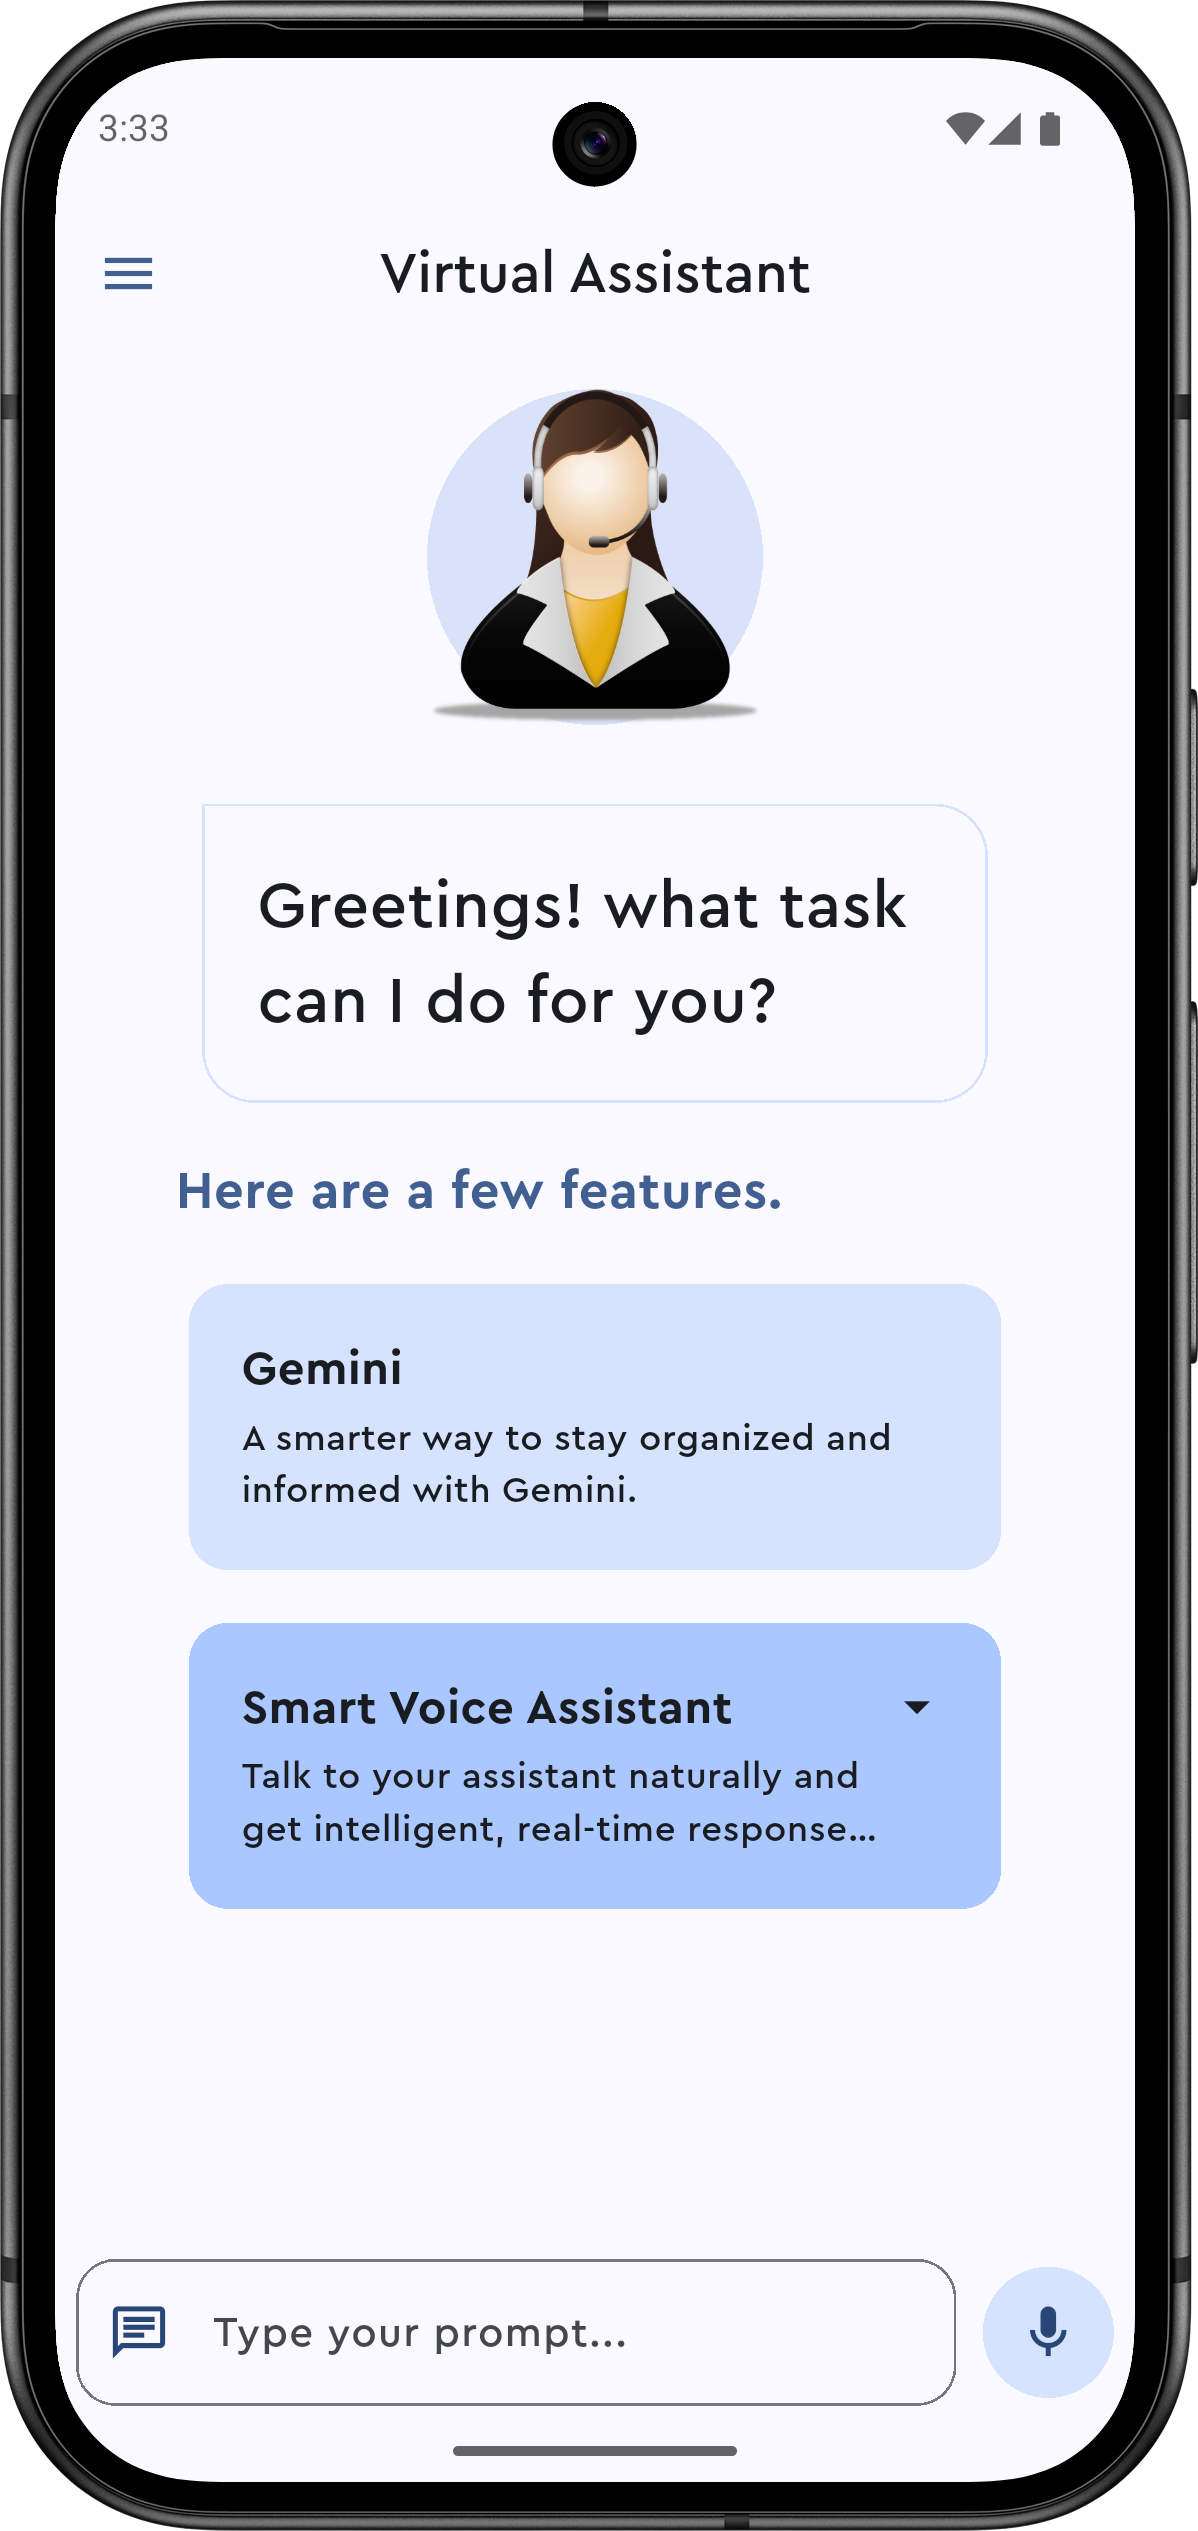 3:33
Virtual Assistant
Greetings! what task
can I do for you?
Here are a few features.
Gemini
A smarter way to stay organized and
informed with Gemini.
Smart Voice Assistant
Talk to your assistant naturally and
get intelligent, real-time response...
Type your prompt...